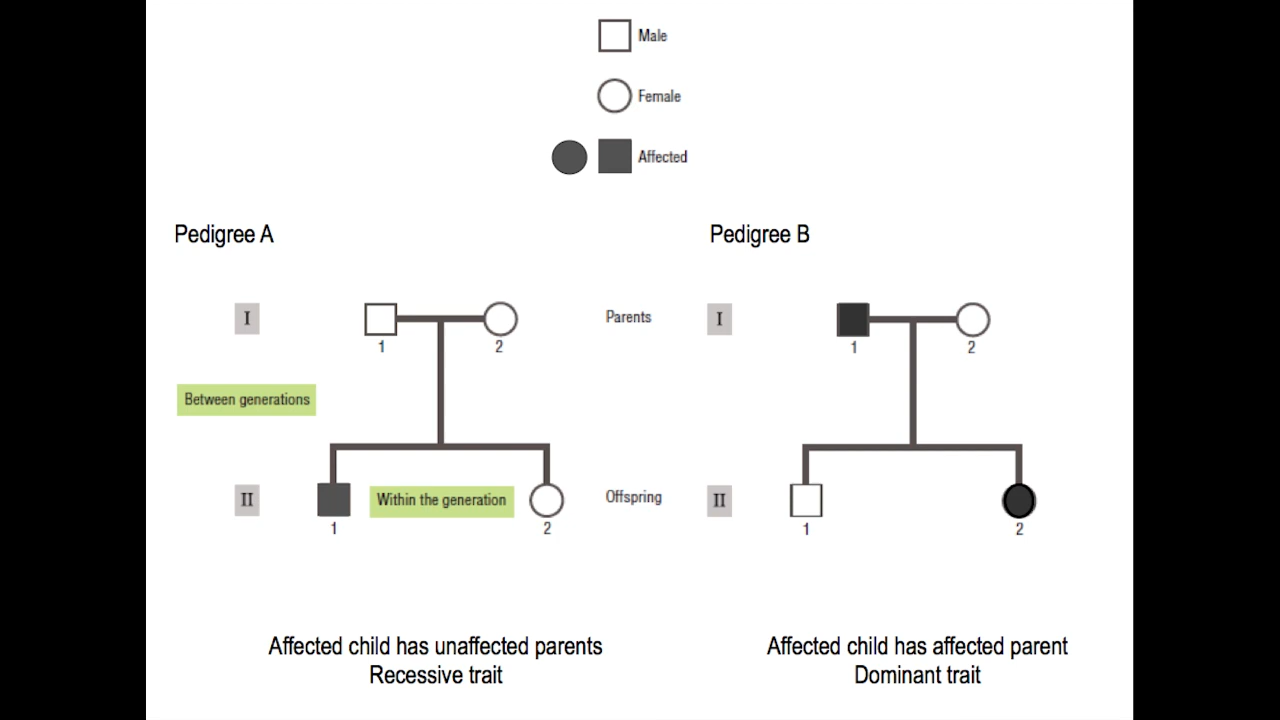 Male
Female
Affected
Pedigree A
Pedigree B
I
1
2
Parents
I
1
2
Between generations
II
1
Within the generation
2
Offspring
II
1
2
Affected child has unaffected parents
Recessive trait
Affected child has affected parent
Dominant trait